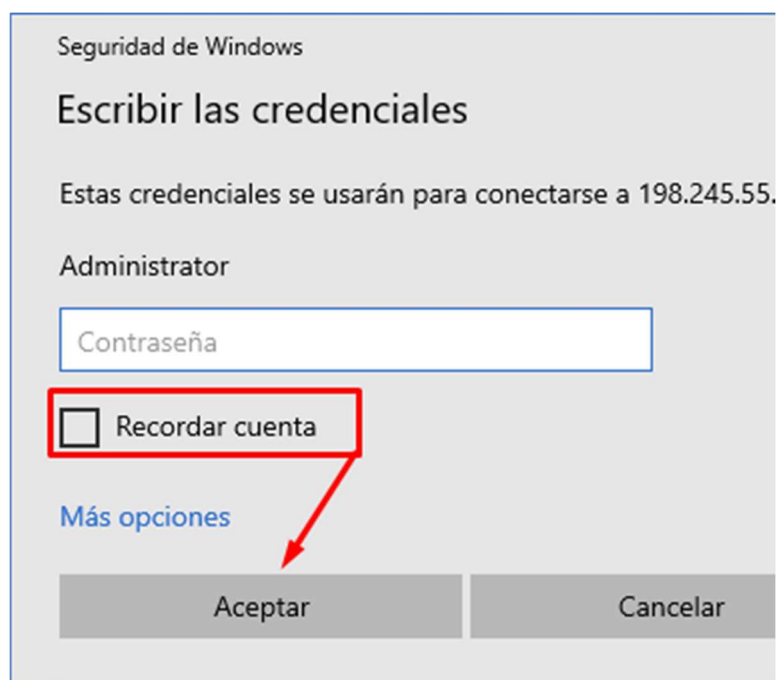 Seguridad de Windows
Escribir las credenciales
Estas credenciales se usarán para conectarse a 198.245.55.
Administrator
Contraseña
Recordar cuenta
Más opciones
Aceptar
Cancelar